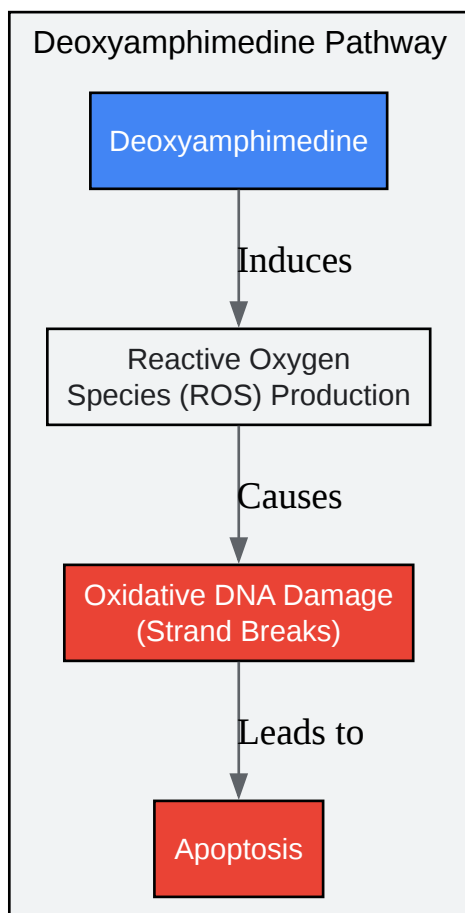 Deoxyamphimedine Pathway
Deoxyamphimedine
Induces
Reactive Oxygen
Species (ROS) Production
Causes
Oxidative DNA Damage
(Strand Breaks)
Leads to
Apoptosis